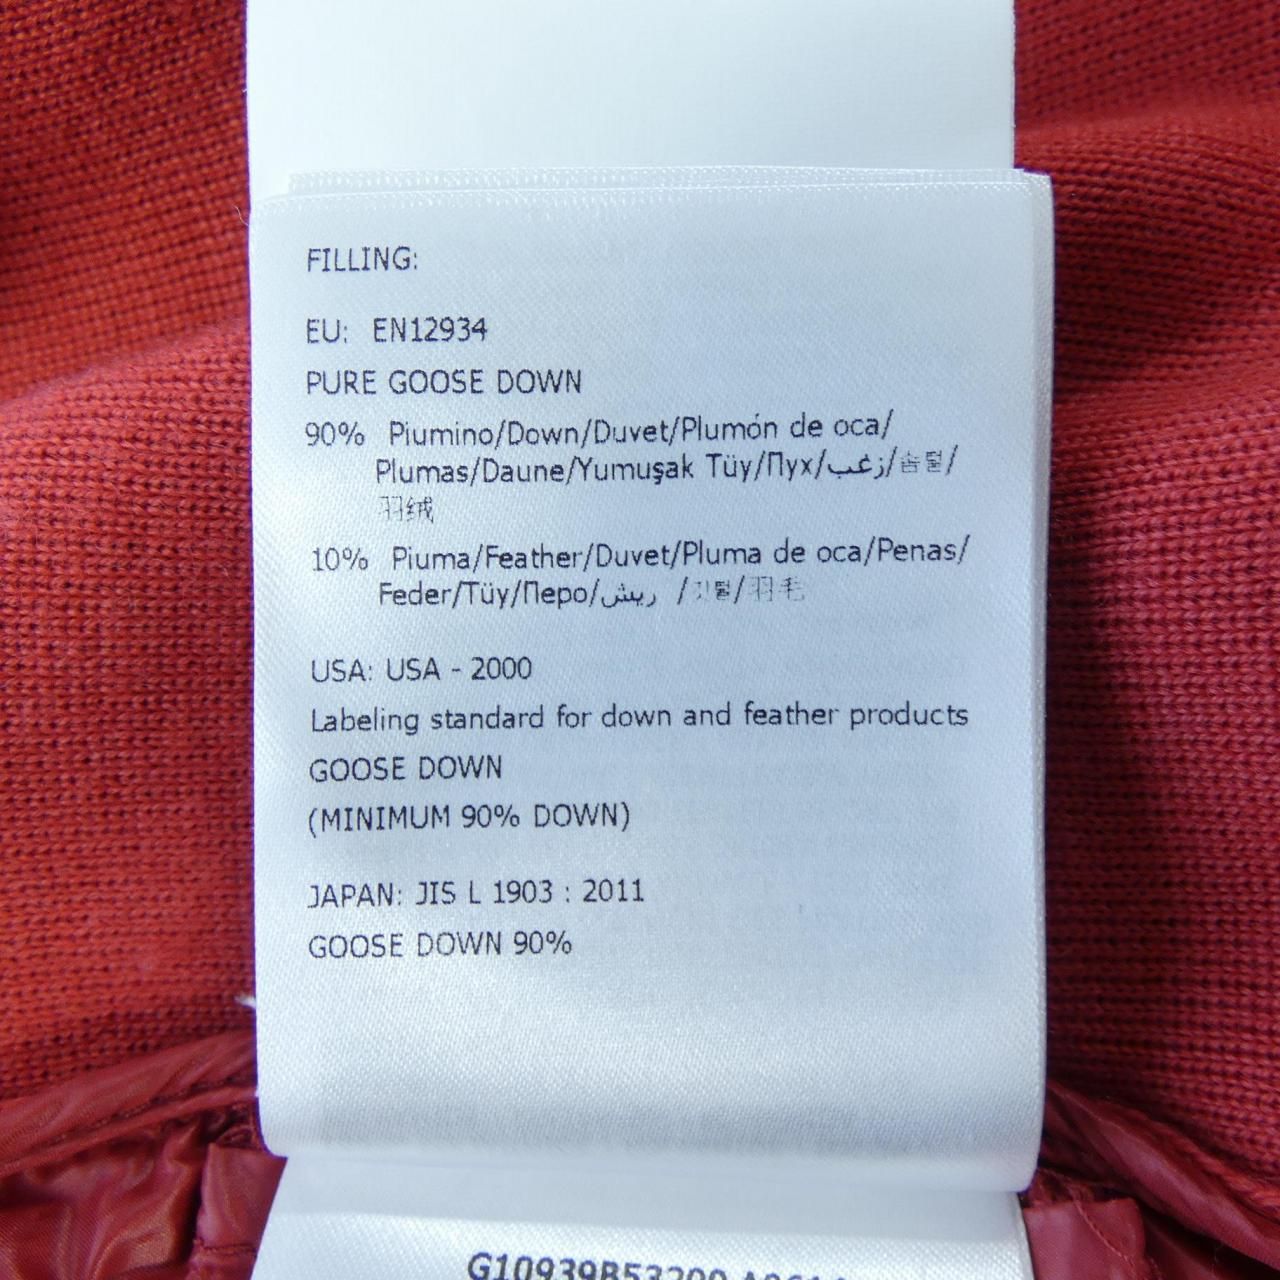 FILLING:
EU: EN12934
PURE GOOSE DOWN
90% Piumino/Down/Duvet/Plumón de oca/
Plumas/Daune/Yumuşak Tüy/Пух/زغب/솜털/
羽绒
10% Piuma/Feather/Duvet/Pluma de oca/Penas/
Feder/Tüy/Перо/ريش /깃털/羽毛
USA: USA - 2000
Labeling standard for down and feather products
GOOSE DOWN
(MINIMUM 90% DOWN)
JAPAN: JIS L 1903 : 2011
GOOSE DOWN 90%
G10939B53200